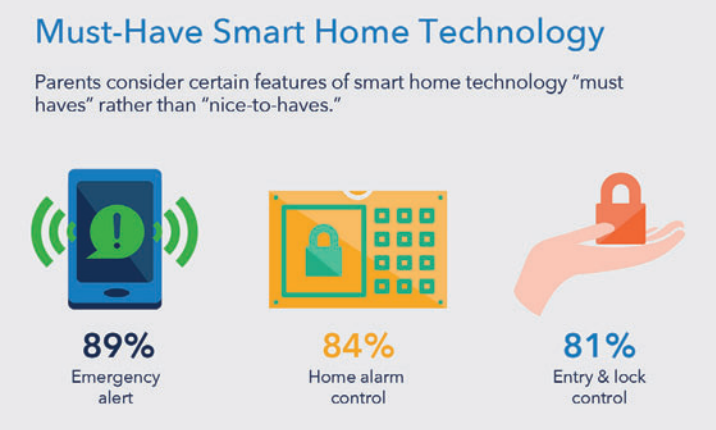 Must-Have Smart Home Technology
Parents consider certain features of smart home technology “must
haves” rather than “nice-to-haves.”
!
89%
Emergency
alert
84%
Home alarm
control
81%
Entry & lock
control